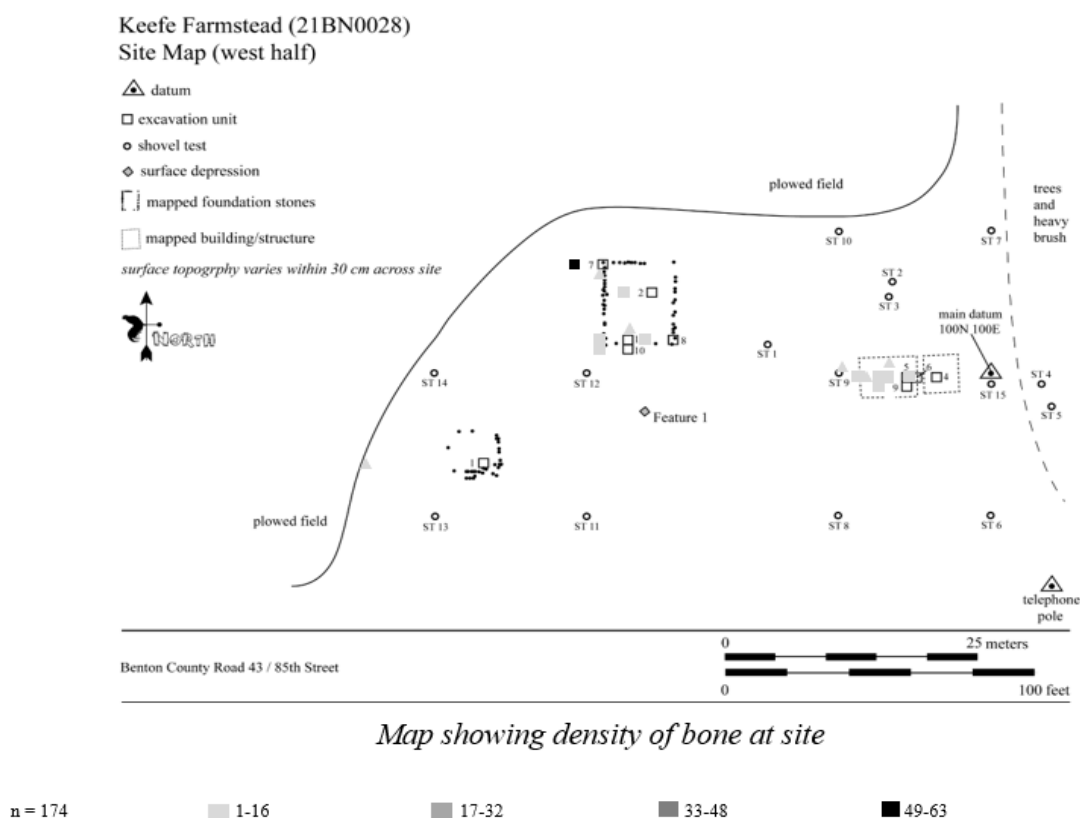 Keefe Farmstead (21BN0028)
Site Map (west half)
datum
excavation unit
shovel test
surface depression
mapped foundation stones
mapped building/structure
surface topogrphy varies within 30 cm across site
NORTH
plowed field
trees
and
heavy
brush
ST 10
ST 7
7
2
ST 2
ST 3
main datum
100N 100E
8
10
ST 1
ST 14
ST 12
ST 9
5
6
4
9
ST 15
ST 4
ST 5
Feature 1
1
plowed field
ST 13
ST 11
ST 8
ST 6
telephone
pole
0 25 meters
Benton County Road 43 / 85th Street
0 100 feet
Map showing density of bone at site
n = 174 1-16 17-32 33-48 49-63